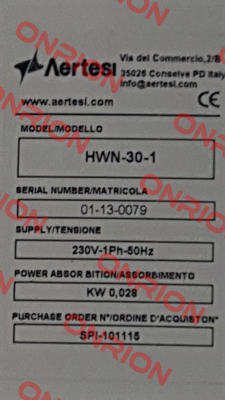 Aertesi
Via del Commercio,2/B
35026 Conselve PD Italy
info@aertesi.com
www.aertesi.com
CE
MODEL/MODELLO
HWN-30-1
SERIAL NUMBER/MATRICOLA
01-13-0079
SUPPLY/TENSIONE
230V-1Ph-50Hz
POWER ABSOR BITION/ASSORBIMENTO
KW 0,028
PURCHASE ORDER N°/ORDINE D'ACQUISTON°
SPI-101115
ONRION